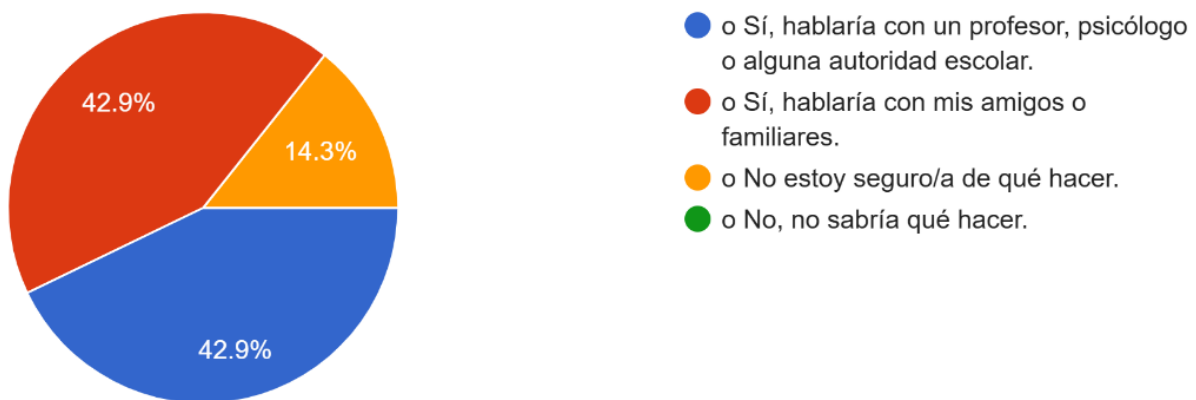 42.9%
14.3%
42.9%
o Sí, hablaría con un profesor, psicólogo
o alguna autoridad escolar.
o Sí, hablaría con mis amigos o
familiares.
o No estoy seguro/a de qué hacer.
o No, no sabría qué hacer.